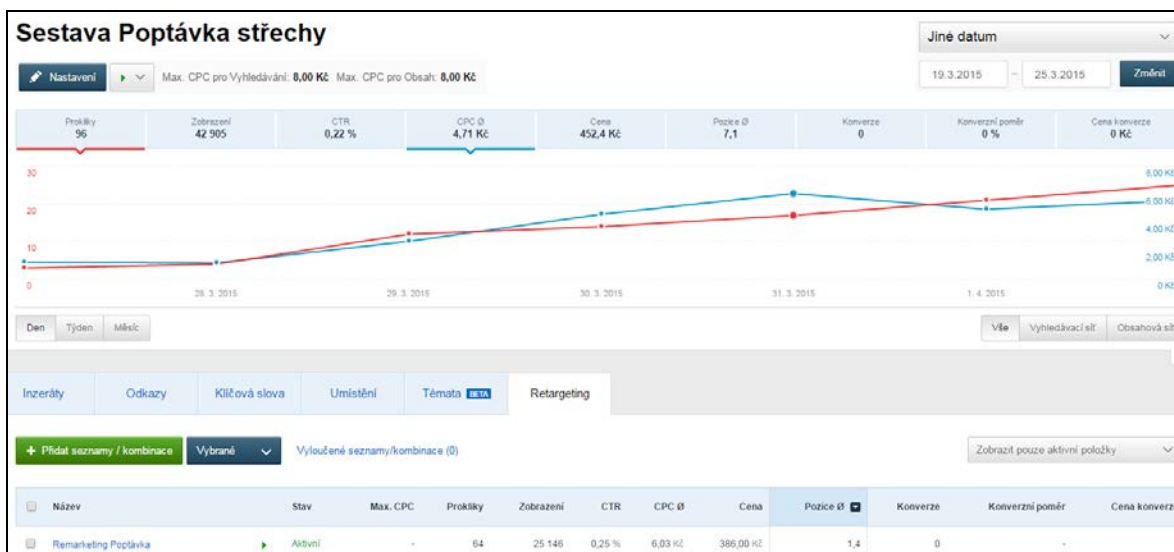 Sestava Poptávka střechy
Jiné datum
Nastavení Max. CPC pro Vyhledávání: 8,00 Kč Max. CPC pro Obsah: 8,00 Kč
19.3.2015 – 25.3.2015 Změnit
Prokliky Zobrazení CTR CPC Ø Cena Pozice Ø Konverze Konverzní poměr Cena konverze
96 42 905 0,22 % 4,71 Kč 452,4 Kč 7,1 0 0 % 0 Kč
30 8,00 Kč
20 6,00 Kč
4,00 Kč
10 2,00 Kč
0 0 Kč
28. 3. 2015 29. 3. 2015 30. 3. 2015 31. 3. 2015 1. 4. 2015
Den Týden Měsíc Vše Vyhledávací síť Obsahová síť
Inzeráty Odkazy Klíčová slova Umístění Témata BETA Retargeting
+ Přidat seznamy / kombinace Vybrané Vyloučené seznamy/kombinace (0) Zobrazit pouze aktivní položky
Název Stav Max. CPC Prokliky Zobrazení CTR CPC Ø Cena Pozice Ø Konverze Konverzní poměr Cena konverze
Remarketing Poptávka Aktivní - 64 25 146 0,25 % 6,03 Kč 386,00 Kč 1,4 0 -